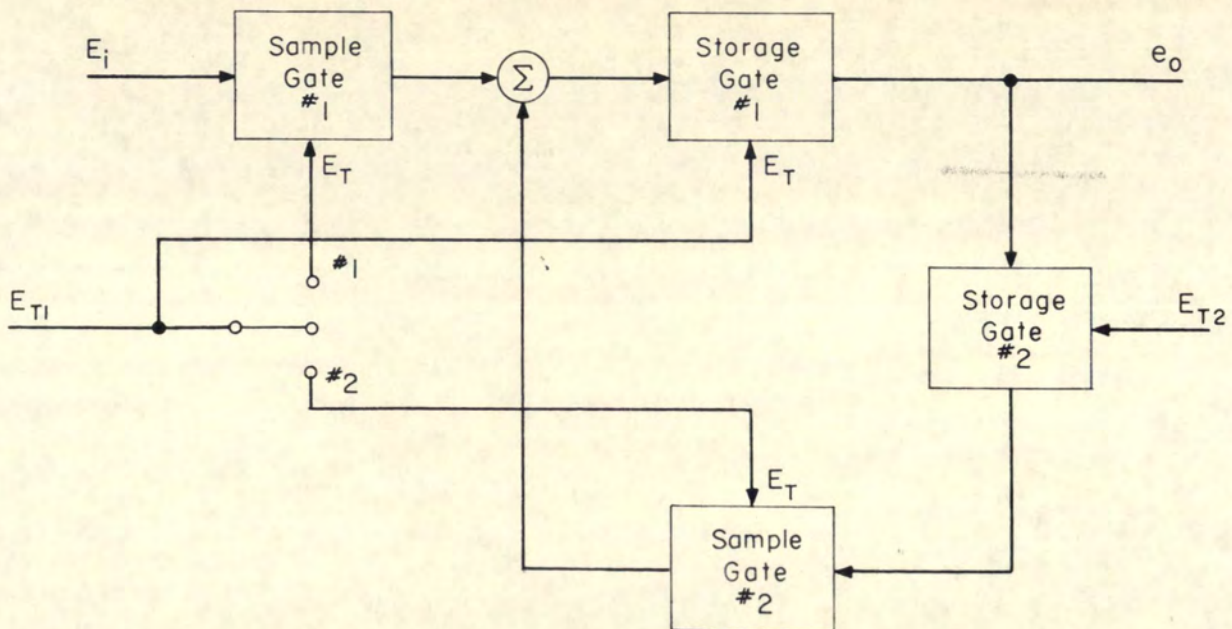 E_i
Sample
Gate
#1
Σ
Storage
Gate
#1
e_o
E_T
E_T
#1
E_T1
#2
Storage
Gate
#2
E_T2
E_T
Sample
Gate
#2